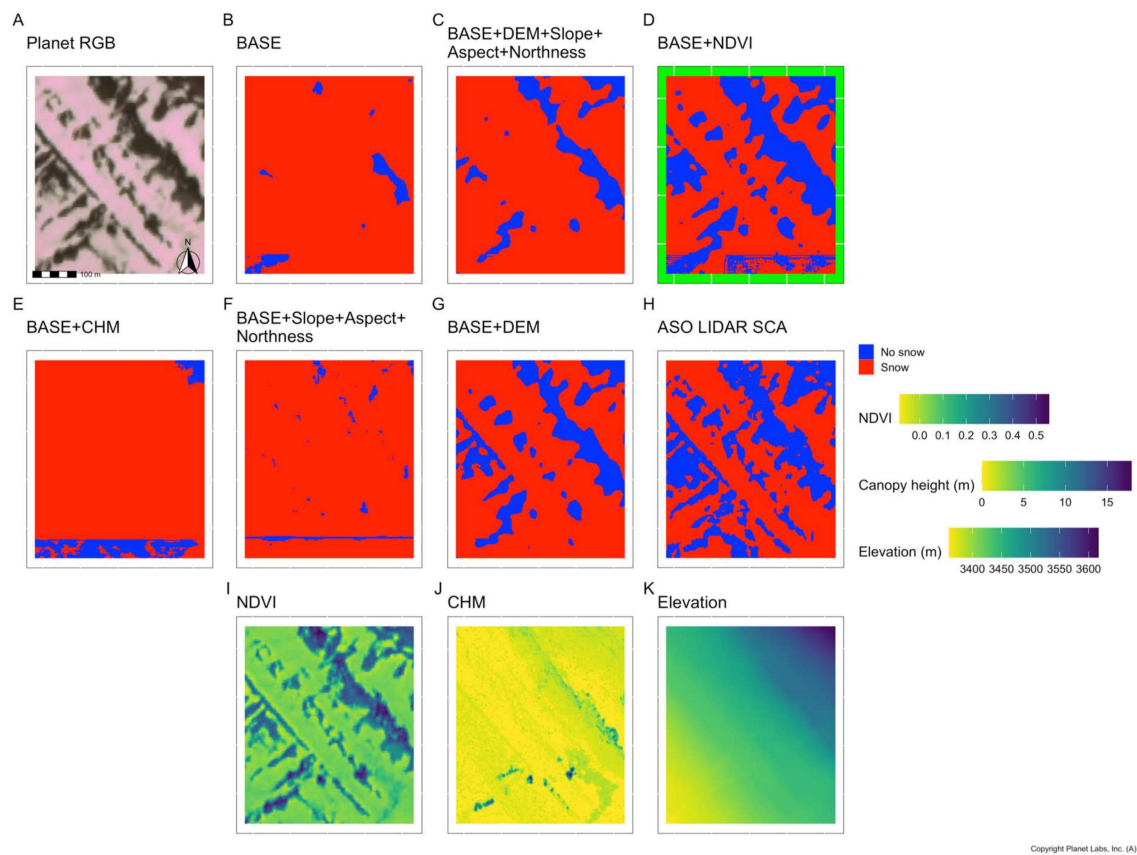 A
Planet RGB
N
100 m
B
BASE
C
BASE+DEM+Slope+
Aspect+Northness
D
BASE+NDVI
E
BASE+CHM
F
BASE+Slope+Aspect+
Northness
G
BASE+DEM
H
ASO LIDAR SCA
No snow
Snow
NDVI
0.0 0.1 0.2 0.3 0.4 0.5
Canopy height (m)
0 5 10 15
Elevation (m)
3400 3450 3500 3550 3600
I
NDVI
J
CHM
K
Elevation
Copyright Planet Labs, Inc. (A)